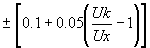 ± [ 0.1 + 0.05 ( Uk/Ux − 1 ) ]